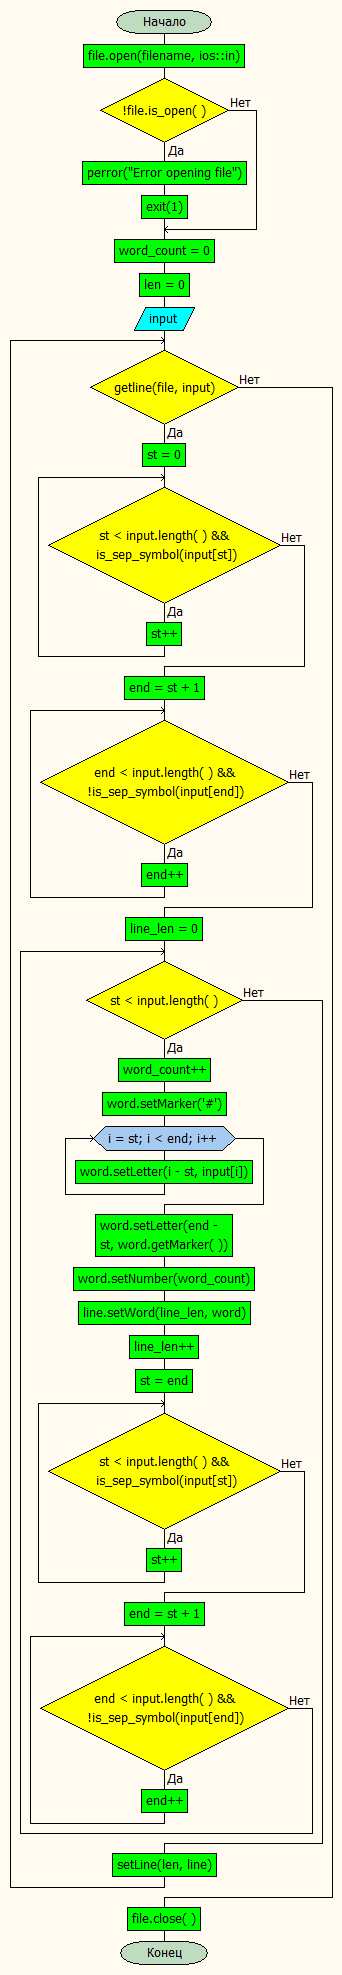 Начало
file.open(filename, ios::in)
!file.is_open( )
Нет
Да
perror("Error opening file")
exit(1)
word_count = 0
len = 0
input
getline(file, input)
Нет
Да
st = 0
st < input.length( ) &&
is_sep_symbol(input[st])
Нет
Да
st++
end = st + 1
end < input.length( ) &&
!is_sep_symbol(input[end])
Нет
Да
end++
line_len = 0
st < input.length( )
Нет
Да
word_count++
word.setMarker('#')
i = st; i < end; i++
word.setLetter(i - st, input[i])
word.setLetter(end -
st, word.getMarker( ))
word.setNumber(word_count)
line.setWord(line_len, word)
line_len++
st = end
st < input.length( ) &&
is_sep_symbol(input[st])
Нет
Да
st++
end = st + 1
end < input.length( ) &&
!is_sep_symbol(input[end])
Нет
Да
end++
setLine(len, line)
file.close( )
Конец